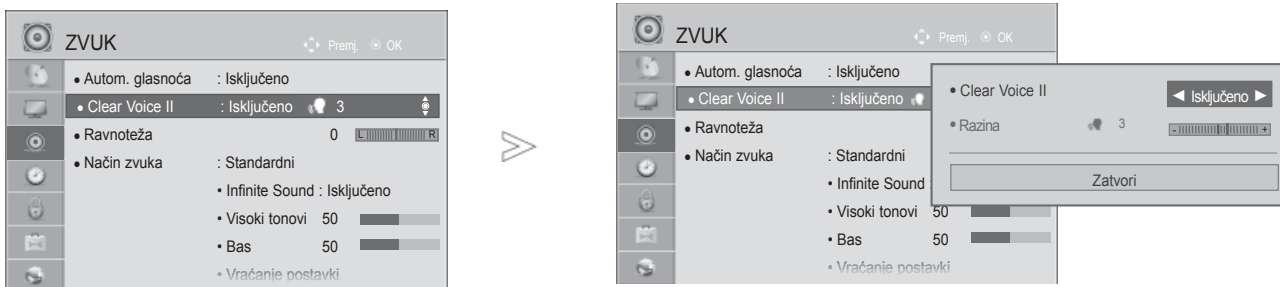 ZVUK Premj. OK
• Autom. glasnoća : Isključeno
• Clear Voice II : Isključeno 3
• Ravnoteža 0 L R
• Način zvuka : Standardni
• Infinite Sound : Isključeno
• Visoki tonovi 50
• Bas 50
• Vraćanje postavki
ZVUK Premj. OK
• Autom. glasnoća : Isključeno
• Clear Voice II : Isključeno
• Ravnoteža
• Način zvuka : Standardni
• Infinite Sound :
• Visoki tonovi 50
• Bas 50
• Vraćanje postavki
• Clear Voice II ◄ Isključeno ►
• Razina 3 - +
Zatvori